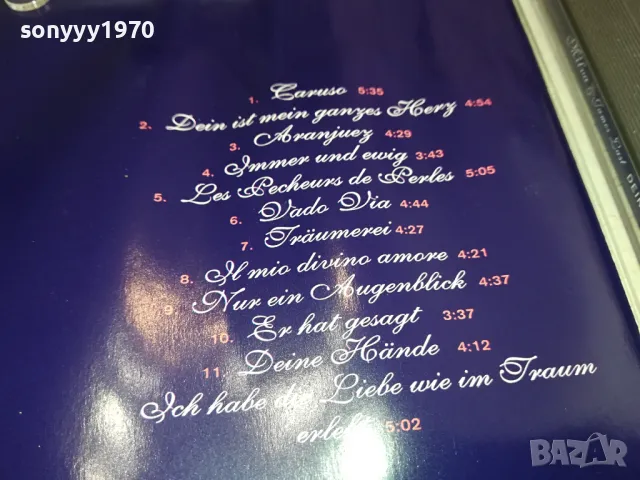 sonyyy1970
1. Caruso 5:35
2. Dein ist mein ganzes Herz 4:54
3. Aranjuez 4:29
4. Immer und ewig 3:43
5. Les Pecheurs de Perles 5:05
6. Vado Via 4:44
7. Träumerei 4:27
8. Il mio divino amore 4:21
9. Nur ein Augenblick 4:37
10. Er hat gesagt 3:37
11. Deine Hände 4:12
Ich habe die Liebe wie im Traum
erlebt 5:02
BAZAR